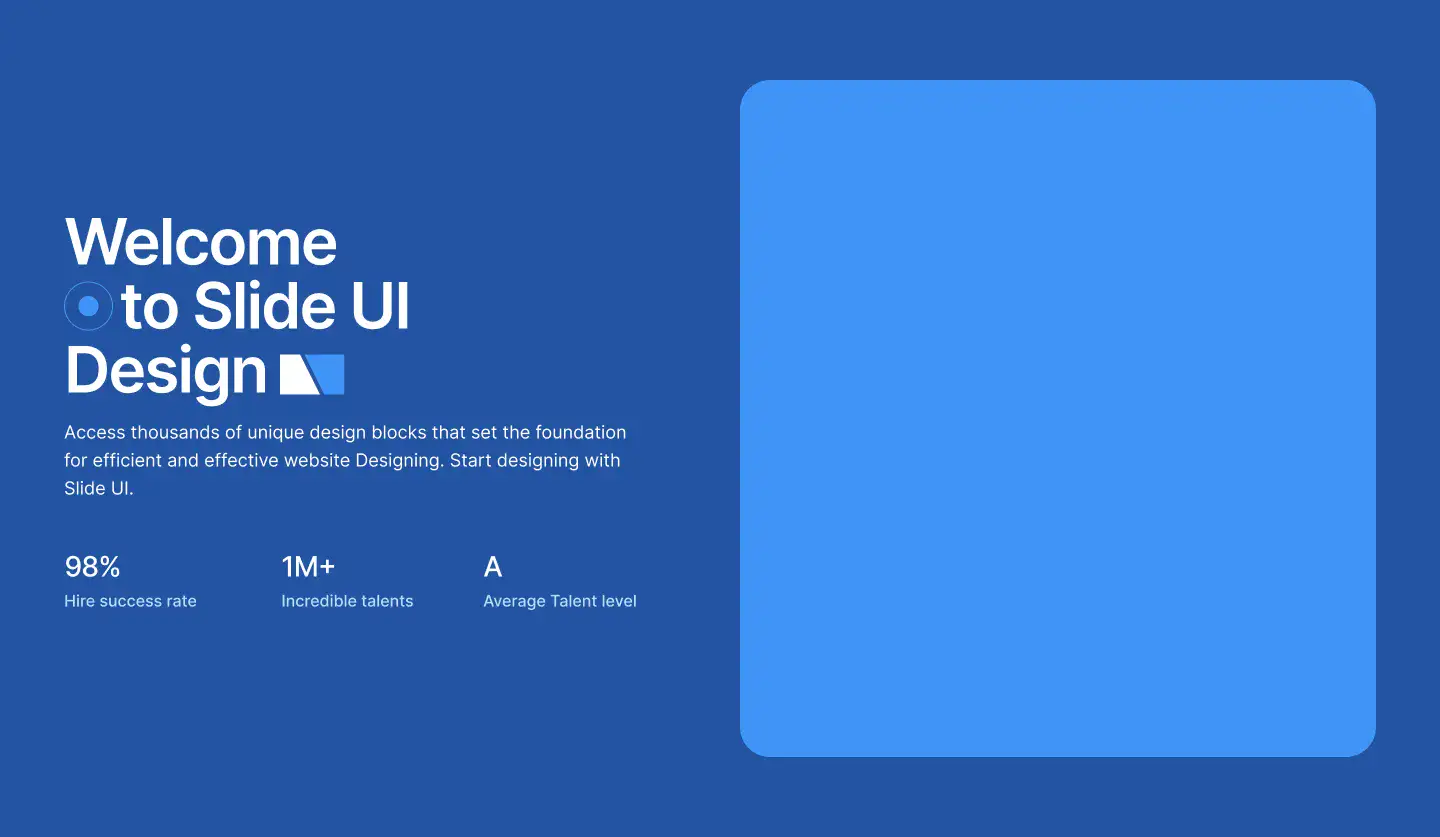 Welcome
to Slide UI
Design
Access thousands of unique design blocks that set the foundation
for efficient and effective website Designing. Start designing with
Slide UI.
98%
Hire success rate
1M+
Incredible talents
A
Average Talent level